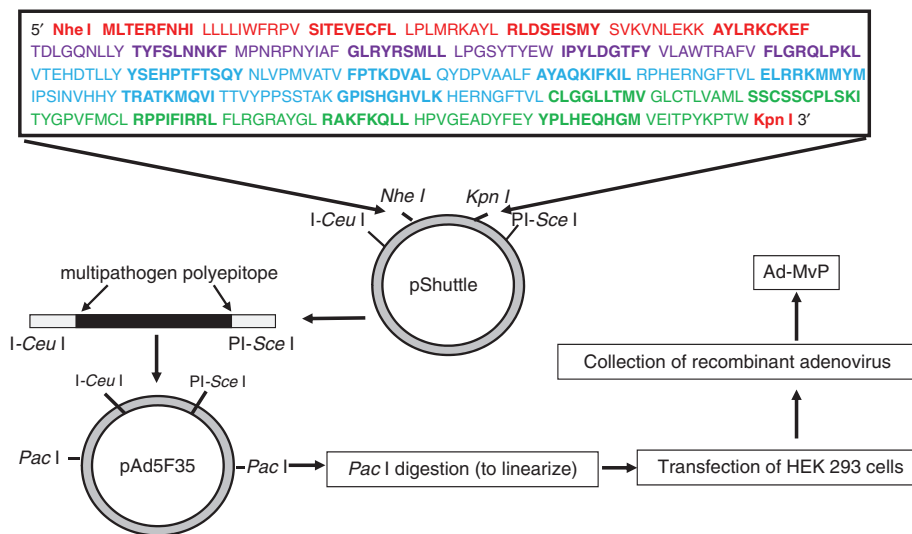 5′ Nhe I MLTERFNHI LLLLIWFRPV SITEVECFL LPLMRKAYL RLDSEISMY SVKVNLEKK AYLRKCKEF
TDLGQNLLY TYFSLNNKF MPNRPNYIAF GLRYRSMLL LPGSYTYEW IPYLDGTFY VLAWTRAFV FLGRQLPKL
VTEHDTLLY YSEHPTFTSQY NLVPMVATV FPTKDVALQYDPVAALF AYAQKIFKIL RPHERNGFTVL ELRRKMMYM
IPSINVHHY TRATKMQVI TTVYPPSSTAK GPISHGHVLK HERNGFTVL CLGGLLTMV GLCTLVAML SSCSSCPLSKI
TYGPVFMCL RPPIFIRRL FLRGRAYGL RAKFKQLL HPVGEADYFEY YPLHEQHGM VEITPYKPTW Kpn I 3′
Nhe I
Kpn I
I-Ceu I
PI-Sce I
pShuttle
multipathogen polyepitope
I-Ceu I
PI-Sce I
I-Ceu I
PI-Sce I
Pac I
pAd5F35
Pac I
Pac I digestion (to linearize)
Transfection of HEK 293 cells
Collection of recombinant adenovirus
Ad-MvP